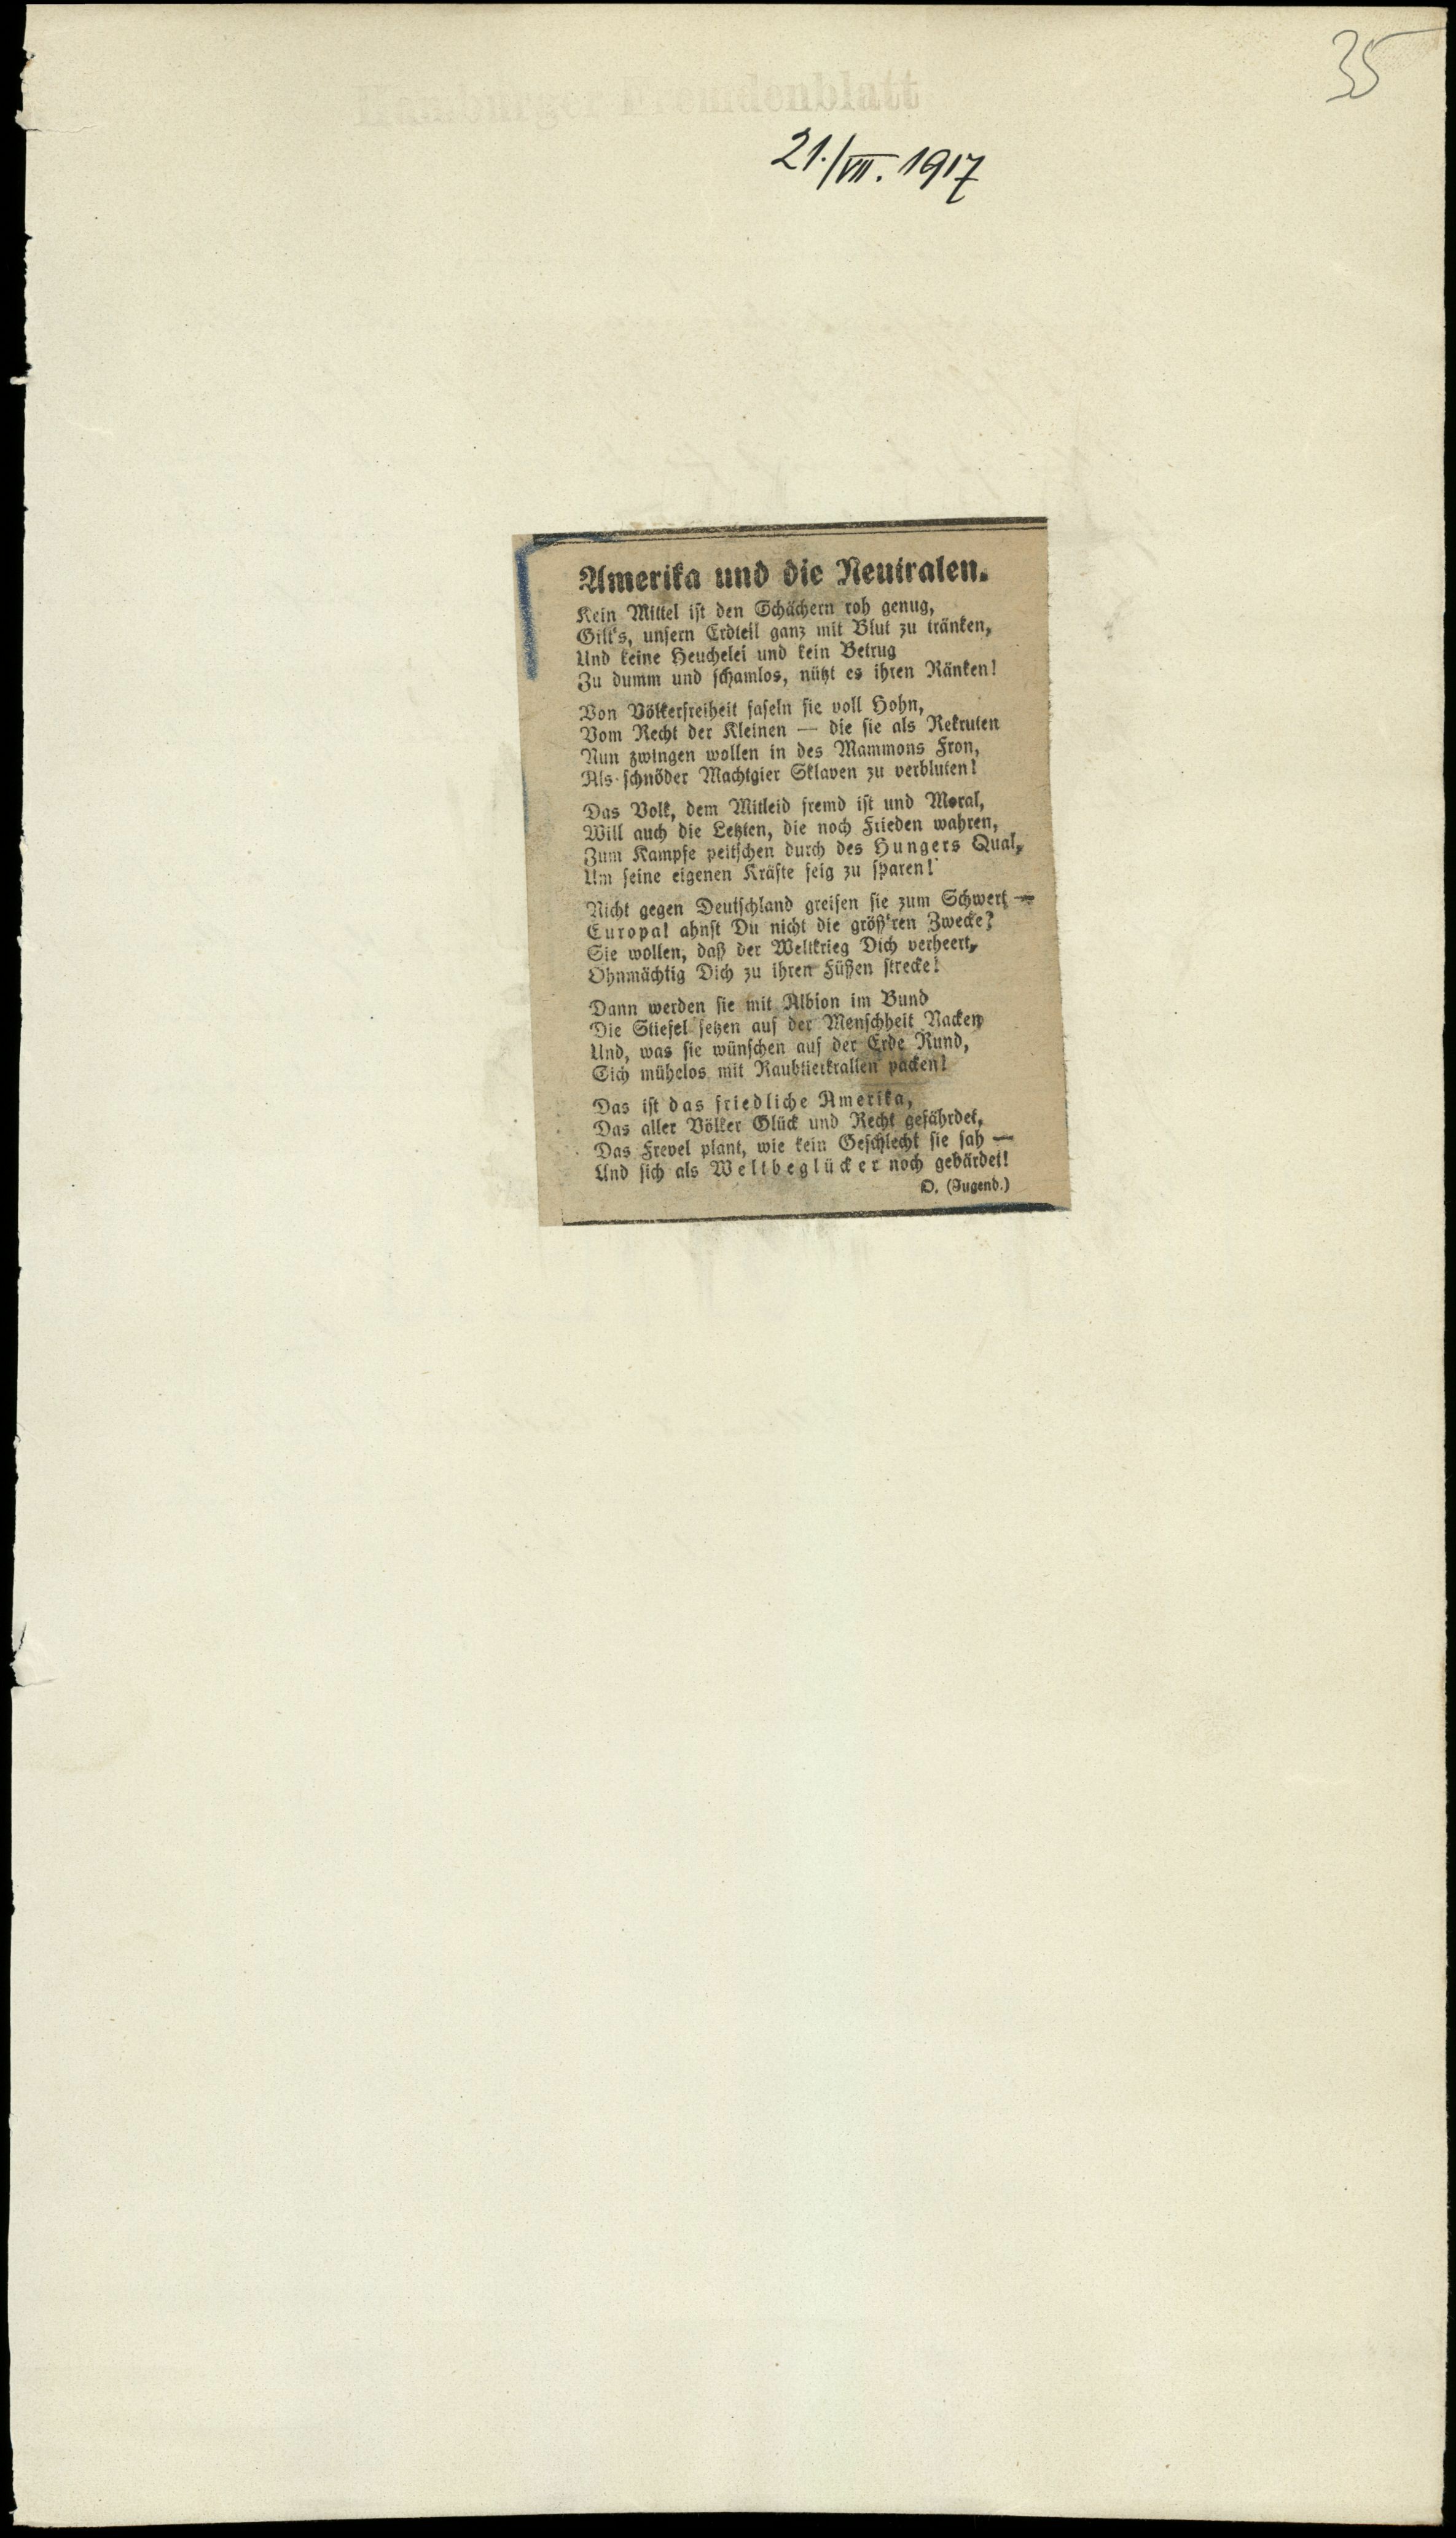 35
Hamburger Fremdenblatt
21./VII. 1917
Amerika und die Neutralen.
Kein Mittel ist den Schächern roh genug,
Gilt's, unsern Erdteil ganz mit Blut zu tränken,
Und keine Heuchelei und kein Betrug
Zu dumm und schamlos, nützt es ihren Ränken!
Von Völkerfreiheit faseln sie voll Hohn,
Vom Recht der Kleinen — die sie als Rekruten
Nun zwingen wollen in des Mammons Fron,
Als schnöder Machtgier Sklaven zu verbluten!
Das Volk, dem Mitleid fremd ist und Moral,
Will auch die Letzten, die noch Frieden wahren,
Zum Kampfe peitschen durch des Hungers Qual,
Um seine eigenen Kräfte feig zu sparen!
Nicht gegen Deutschland greifen sie zum Schwert —
Europa! ahnst Du nicht die größ'ren Zwecke?
Sie wollen, daß der Weltkrieg Dich verheert,
Ohnmächtig Dich zu ihren Füßen strecke!
Dann werden sie mit Albion im Bund
Die Stiefel setzen auf der Menschheit Nacken
Und, was sie wünschen auf der Erde Rund,
Sich mühelos mit Raubtierkrallen packen!
Das ist das friedliche Amerika,
Das aller Völker Glück und Recht gefährdet,
Das Frevel plant, wie kein Geschlecht sie sah —
Und sich als Weltbeglücker noch gebärdet!
O. (Jugend.)